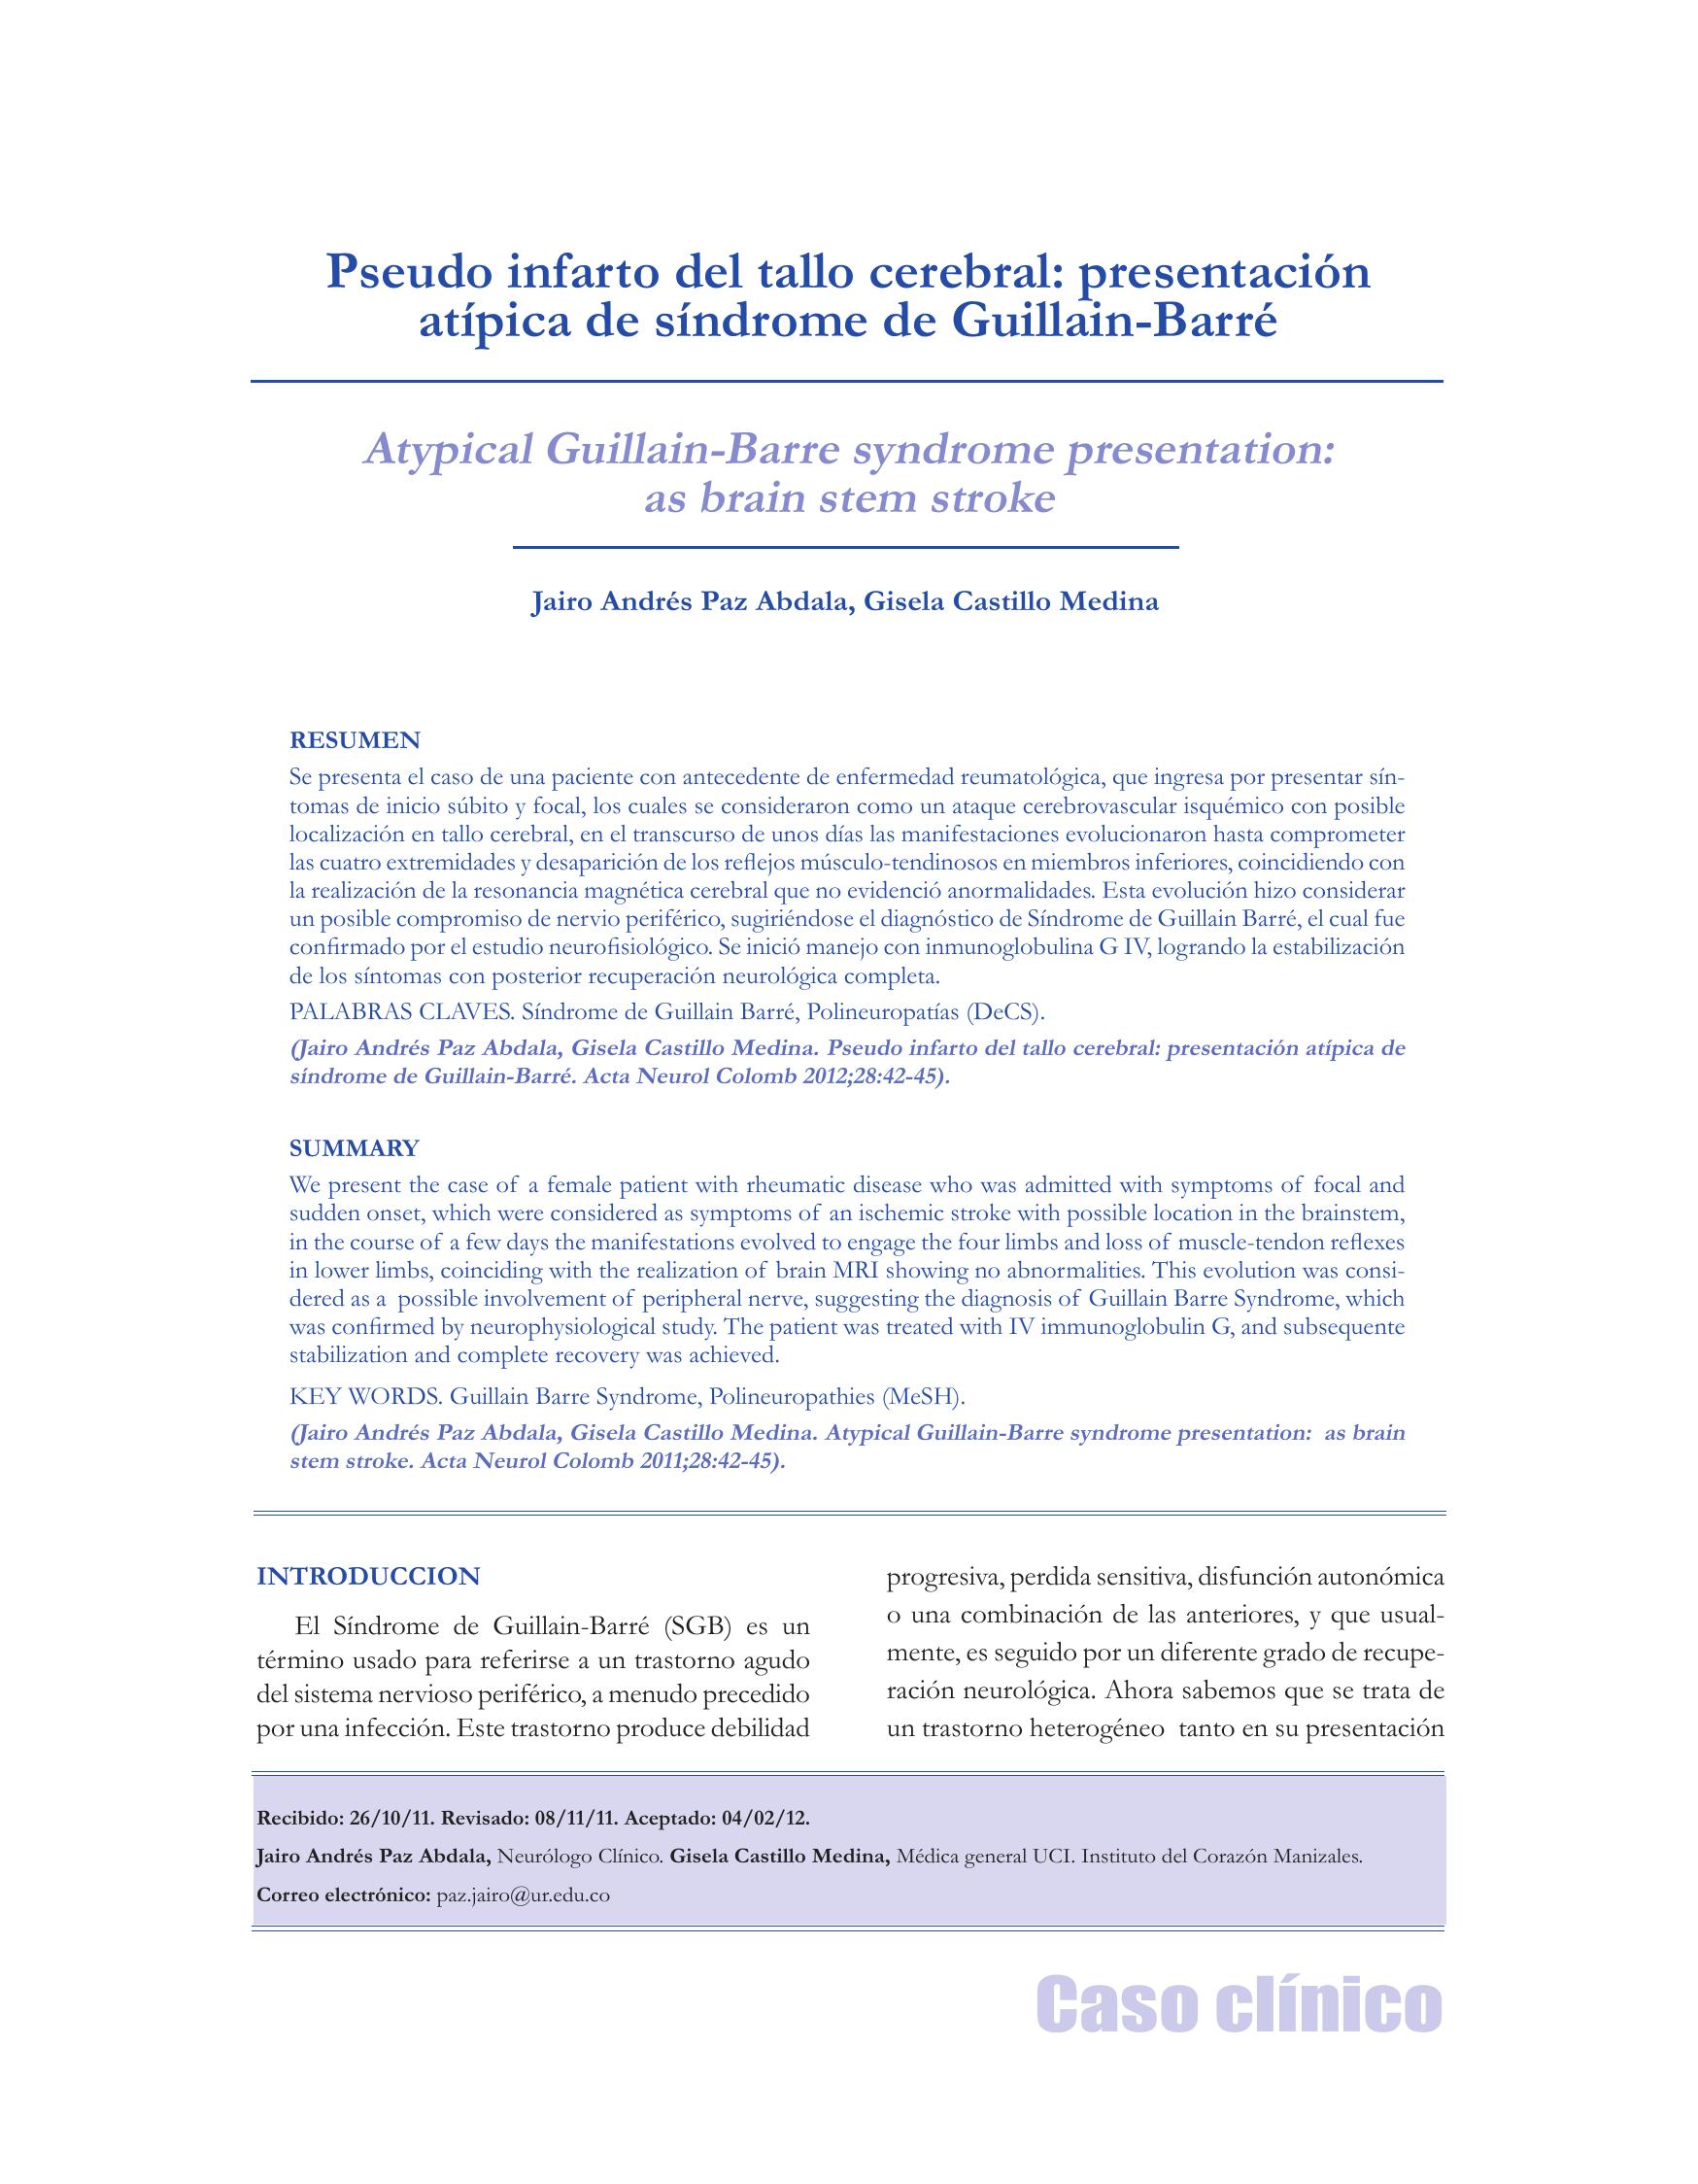 Pseudo infarto del tallo cerebral: presentación
atípica de síndrome de Guillain-Barré
Atypical Guillain-Barre syndrome presentation:
as brain stem stroke
Jairo Andrés Paz Abdala, Gisela Castillo Medina
RESUMEN
Se presenta el caso de una paciente con antecedente de enfermedad reumatológica, que ingresa por presentar sín-
tomas de inicio súbito y focal, los cuales se consideraron como un ataque cerebrovascular isquémico con posible
localización en tallo cerebral, en el transcurso de unos días las manifestaciones evolucionaron hasta comprometer
las cuatro extremidades y desaparición de los reflejos músculo-tendinosos en miembros inferiores, coincidiendo con
la realización de la resonancia magnética cerebral que no evidenció anormalidades. Esta evolución hizo considerar
un posible compromiso de nervio periférico, sugiriéndose el diagnóstico de Síndrome de Guillain Barré, el cual fue
confirmado por el estudio neurofisiológico. Se inició manejo con inmunoglobulina G IV, logrando la estabilización
de los síntomas con posterior recuperación neurológica completa.
PALABRAS CLAVES. Síndrome de Guillain Barré, Polineuropatías (DeCS).
(Jairo Andrés Paz Abdala, Gisela Castillo Medina. Pseudo infarto del tallo cerebral: presentación atípica de
síndrome de Guillain-Barré. Acta Neurol Colomb 2012;28:42-45).
SUMMARY
We present the case of a female patient with rheumatic disease who was admitted with symptoms of focal and
sudden onset, which were considered as symptoms of an ischemic stroke with possible location in the brainstem,
in the course of a few days the manifestations evolved to engage the four limbs and loss of muscle-tendon reflexes
in lower limbs, coinciding with the realization of brain MRI showing no abnormalities. This evolution was consi-
dered as a possible involvement of peripheral nerve, suggesting the diagnosis of Guillain Barre Syndrome, which
was confirmed by neurophysiological study. The patient was treated with IV immunoglobulin G, and subsequente
stabilization and complete recovery was achieved.
KEY WORDS. Guillain Barre Syndrome, Polineuropathies (MeSH).
(Jairo Andrés Paz Abdala, Gisela Castillo Medina. Atypical Guillain-Barre syndrome presentation: as brain
stem stroke. Acta Neurol Colomb 2011;28:42-45).
INTRODUCCION
El Síndrome de Guillain-Barré (SGB) es un
término usado para referirse a un trastorno agudo
del sistema nervioso periférico, a menudo precedido
por una infección. Este trastorno produce debilidad
progresiva, perdida sensitiva, disfunción autonómica
o una combinación de las anteriores, y que usual-
mente, es seguido por un diferente grado de recupe-
ración neurológica. Ahora sabemos que se trata de
un trastorno heterogéneo tanto en su presentación
Recibido: 26/10/11. Revisado: 08/11/11. Aceptado: 04/02/12.
Jairo Andrés Paz Abdala, Neurólogo Clínico. Gisela Castillo Medina, Médica general UCI. Instituto del Corazón Manizales.
Correo electrónico: paz.jairo@ur.edu.co
Caso clínico